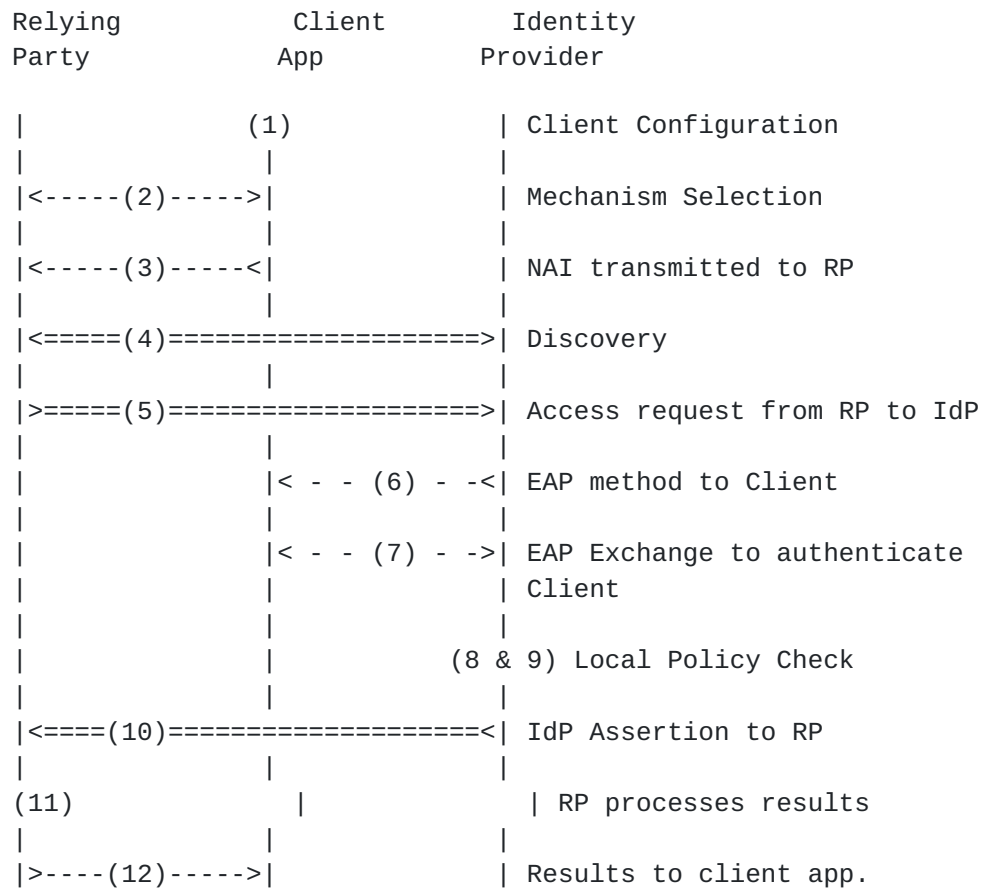 Relying           Client        Identity
Party            App          Provider
|              (1)             | Client Configuration
|               |              |
|<-----(2)----->|              | Mechanism Selection
|               |              |
|<-----(3)-----<|              | NAI transmitted to RP
|               |              |
|<=====(4)====================>| Discovery
|               |              |
|>=====(5)====================>| Access request from RP to IdP
|               |              |
|               |< - - (6) - -<| EAP method to Client
|               |              |
|               |< - - (7) - ->| EAP Exchange to authenticate
|               |              | Client
|               |              |
|               |           (8 & 9) Local Policy Check
|               |              |
|<====(10)====================<| IdP Assertion to RP
|               |              |
(11)              |              | RP processes results
|               |              |
|>----(12)----->|              | Results to client app.